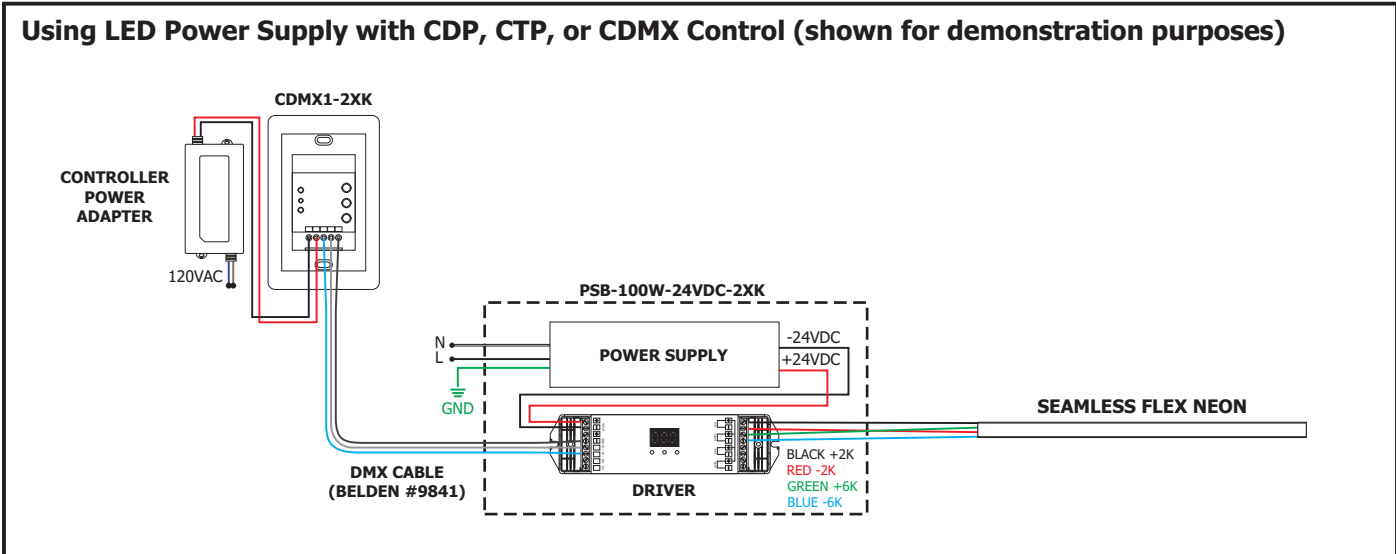 Using LED Power Supply with CDP, CTP, or CDMX Control (shown for demonstration purposes)
CDMX1-2XK
CONTROLLER
POWER
ADAPTER
120VAC
PSB-100W-24VDC-2XK
N
L
GND
POWER SUPPLY
-24VDC
+24VDC
SEAMLESS FLEX NEON
DMX CABLE
(BELDEN #9841)
DRIVER
BLACK +2K
RED -2K
GREEN +6K
BLUE -6K